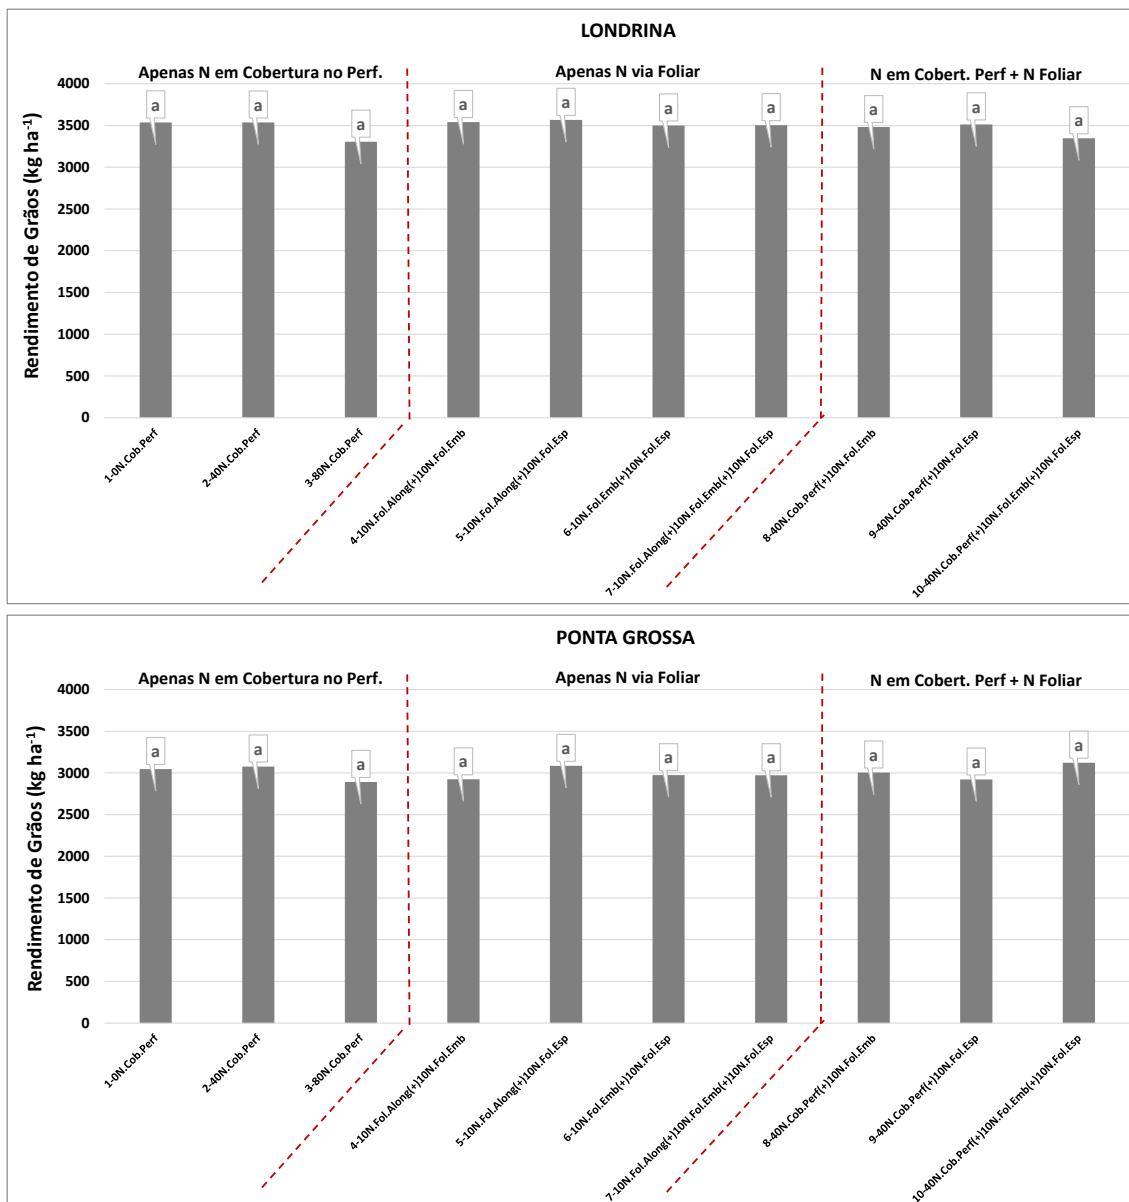 LONDRINA
Apenas N em Cobertura no Perf.
Apenas N via Foliar
N em Cobert. Perf + N Foliar
Rendimento de Grãos (kg ha⁻¹)
4000
3500
3000
2500
2000
1500
1000
500
0
a
a
a
a
a
a
a
a
a
a
1-0N.Cob.Perf
2-40N.Cob.Perf
3-80N.Cob.Perf
4-10N.Fol.Along(+)10N.Fol.Emb
5-10N.Fol.Along(+)10N.Fol.Esp
6-10N.Fol.Emb(+)10N.Fol.Esp
7-10N.Fol.Along(+)10N.Fol.Emb(+)10N.Fol.Esp
8-40N.Cob.Perf(+)10N.Fol.Emb
9-40N.Cob.Perf(+)10N.Fol.Esp
10-40N.Cob.Perf(+)10N.Fol.Emb(+)10N.Fol.Esp
PONTA GROSSA
Apenas N em Cobertura no Perf.
Apenas N via Foliar
N em Cobert. Perf + N Foliar
Rendimento de Grãos (kg ha⁻¹)
4000
3500
3000
2500
2000
1500
1000
500
0
a
a
a
a
a
a
a
a
a
a
1-0N.Cob.Perf
2-40N.Cob.Perf
3-80N.Cob.Perf
4-10N.Fol.Along(+)10N.Fol.Emb
5-10N.Fol.Along(+)10N.Fol.Esp
6-10N.Fol.Emb(+)10N.Fol.Esp
7-10N.Fol.Along(+)10N.Fol.Emb(+)10N.Fol.Esp
8-40N.Cob.Perf(+)10N.Fol.Emb
9-40N.Cob.Perf(+)10N.Fol.Esp
10-40N.Cob.Perf(+)10N.Fol.Emb(+)10N.Fol.Esp